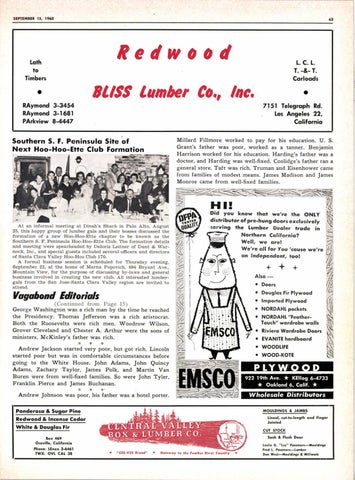 SEPTEMBER 15, 1960
63
Redwood
Lath
to
Timbers
L. C. L.
T. -&- T.
Carloads
BLISS Lumber Co., Inc.
RAymond 3-3454
RAymond 3-1681
PArkview 8-4447
7151 Telegraph Rd.
Los Angeles 22,
California
Southern S. F. Peninsula Site of
Next Hoo-Hoo-Ette Club Formation
At an informal meeting at Dinah's Shack in Palo Alto, August
25, this happy group of lumber gals and their bosses discussed the
formation of a new Hoo-Hoo-Ette chapter to be known as the
Southern S. F. Peninsula Hoo-Hoo-Ette Club. The formation details
and meeting were spearheaded by
nock, Inc., and special guests included several officers and directors
of Santa Clara Valley Hoo-Hoo Club 170.
A formal business session is scheduled for Thursday evening,
September 22, at the home of
Mountain View, for the purpose of discussing by-laws and general
business involved in creating the new club. All interested lumber-
gals from the San Jose-Santa Clara Valley region are invited to
attend.
Vagabond Editorials
(Continued from Page 15)
George Washington was a rich man by the time he reached
the Presidency. Thomas Jefferson was a rich aristocrat.
Both the Roosevelts were rich men. Woodrow Wilson,
Grover Cleveland and Chester A. Arthur were the sons of
ministers, McKinley's father was rich.
* * *
Andrew Jackson started very poor, but got rich. Lincoln
started poor but was in comfortable circumstances before
going to the White House. John Adams, John Quincy
Adams, Zachary Taylor, James Polk, and Martin Van
Buren were from well-fixed families. So were John Tyler,
Franklin Pierce and James Buchanan.
* * *
Andrew Johnson was poor, his father was a hotel porter.
Millard Fillmore worked to pay for his education. U. S.
Grant's father was poor, worked as a tanner. Benjamin
Harrison worked for his education. Harding's father was a
doctor, and Harding was well-fixed. Coolidge's father ran a
general store. Taft was rich. Truman and Eisenhower came
from families of modest means. James Madison and James
Monroe came from well-fixed families.
HI!
Did you know that we're the ONLY
distributor of pre-hung doors exclusively
serving the Lumber Dealer trade in
Northern California?
Well, we are!
We're all for You 'cause we're
an Independent, too!
Also—
• Doors
• Douglas Fir Plywood
• Imported Plywood
• NORDAHL pockets
• NORDAHL "Feather-
Touch" wardrobe walls
• Riviera Wardrobe Doors
• EVANITE hardboard
• WOODLIFE
• WOOD-KOTE
DFPA
QUALITY
EMSCO
EMSCO
PLYWOOD
922 19th Ave. ★ KEllog 6-4733
★ Oakland 6, Calif. ★
Wholesale Distributors
Ponderosa & Sugar Pine
Redwood & Incense Cedar
White & Douglas Fir
Box 469
Oroville, California
TWX: OVL CAL 28
CENTRAL VALLEY
BOX & LUMBER CO.
Gateway to the Feather River Country
MOULDINGS & JAMBS
Lineal, cut-to-length and Finger
Jointed
CUT STOCK
Sash & Flush Door